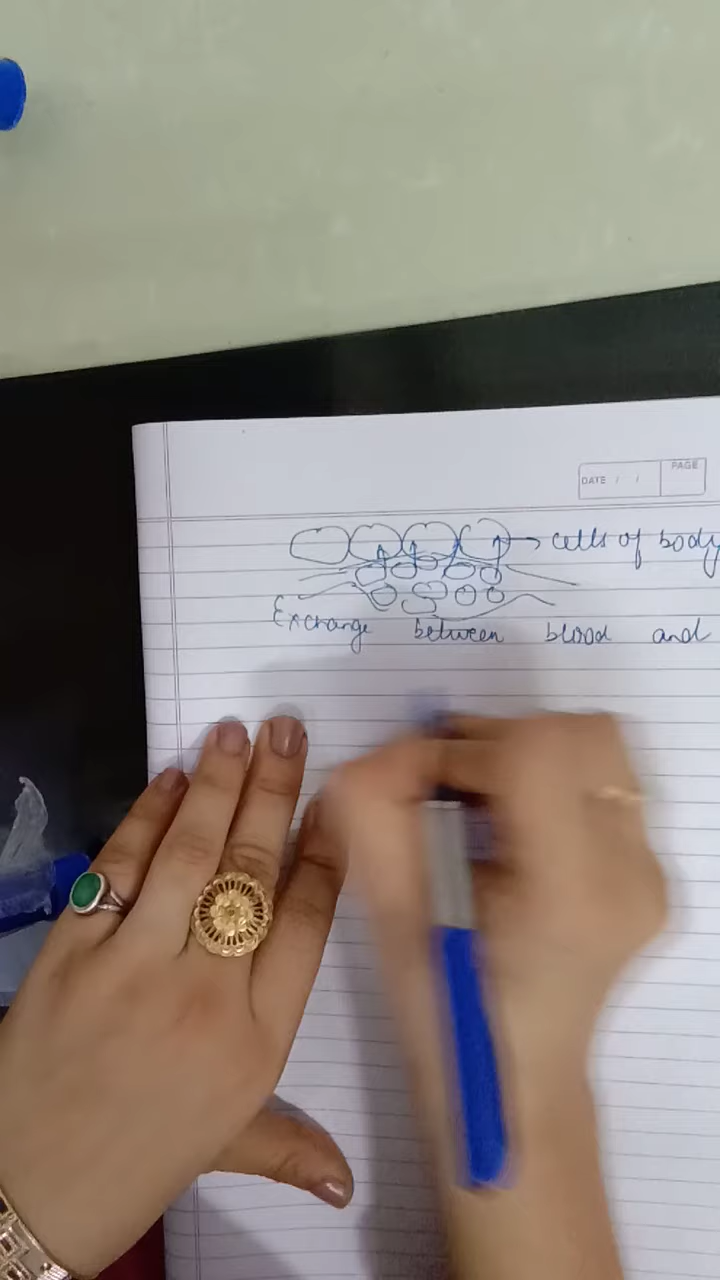 DATE / /
PAGE
cells of body
Exchange between blood and